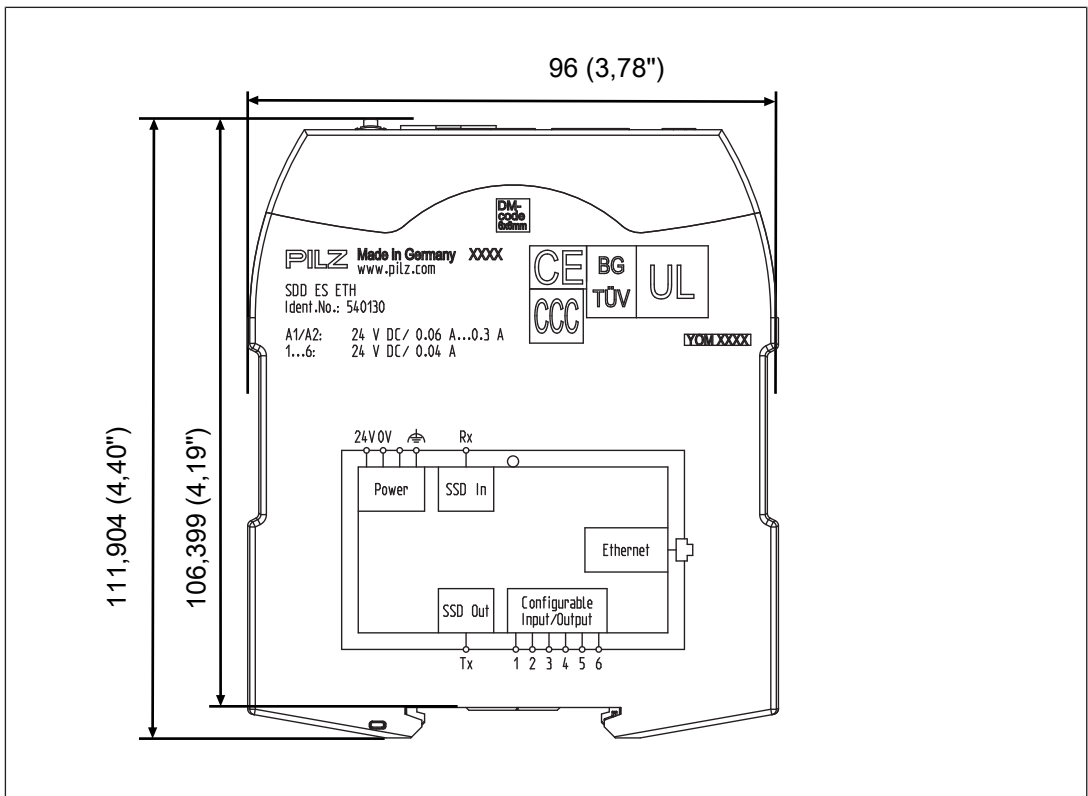 96 (3,78")
111,904 (4,40")
106,399 (4,19")
DM-
code
6x6mm
PILZ Made in Germany XXXX
www.pilz.com
SDD ES ETH
Ident.No.: 540130
A1/A2: 24 V DC/ 0.06 A...0.3 A
1...6: 24 V DC/ 0.04 A
CE
BG
TÜV
UL
CCC
YOM XXXX
24V 0V Rx
Power
SSD In
Ethernet
SSD Out
Configurable
Input/Output
Tx 1 2 3 4 5 6